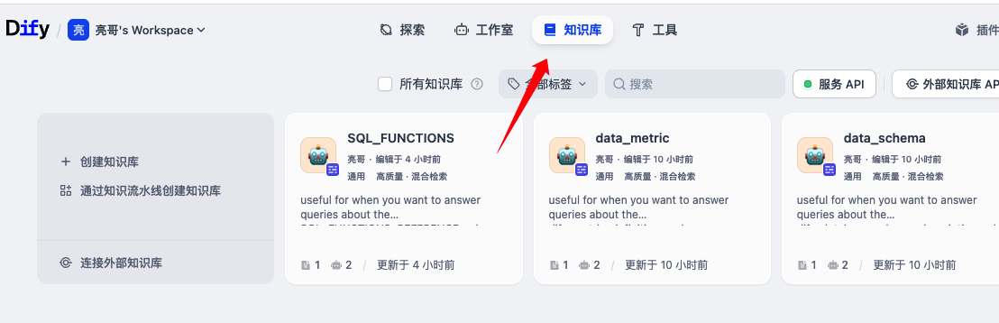 Dify / 亮 亮哥's Workspace 探索 工作室 知识库 工具 插件
所有知识库 全部标签 搜索 服务 API 外部知识库 AP
创建知识库
通过知识流水线创建知识库
连接外部知识库
SQL_FUNCTIONS
亮哥 · 编辑于 4 小时前
通用 高质量 · 混合检索
useful for when you want to answer
queries about the...
1 2 / 更新于 4 小时前
data_metric
亮哥 · 编辑于 10 小时前
通用 高质量 · 混合检索
useful for when you want to answer
queries about the...
1 2 / 更新于 10 小时前
data_schema
亮哥 · 编辑于 10 小时前
通用 高质量 · 混合检索
useful for when you want to answer
queries about the...
1 2 / 更新于 10 小时前